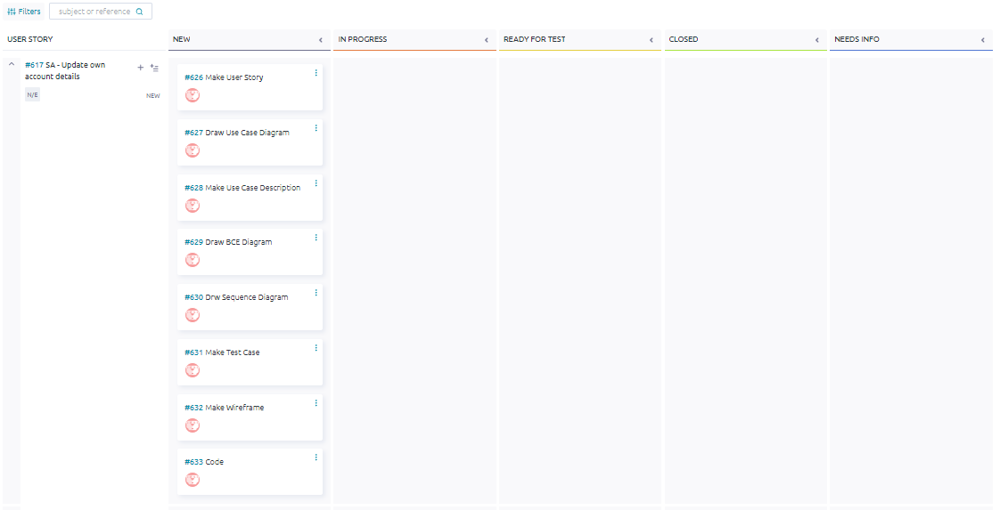 Filters
subject or reference
USER STORY
NEW
IN PROGRESS
READY FOR TEST
CLOSED
NEEDS INFO
#617 SA - Update own
account details
N/E
NEW
#626 Make User Story
#627 Draw Use Case Diagram
#628 Make Use Case Description
#629 Draw BCE Diagram
#630 Drw Sequence Diagram
#631 Make Test Case
#632 Make Wireframe
#633 Code